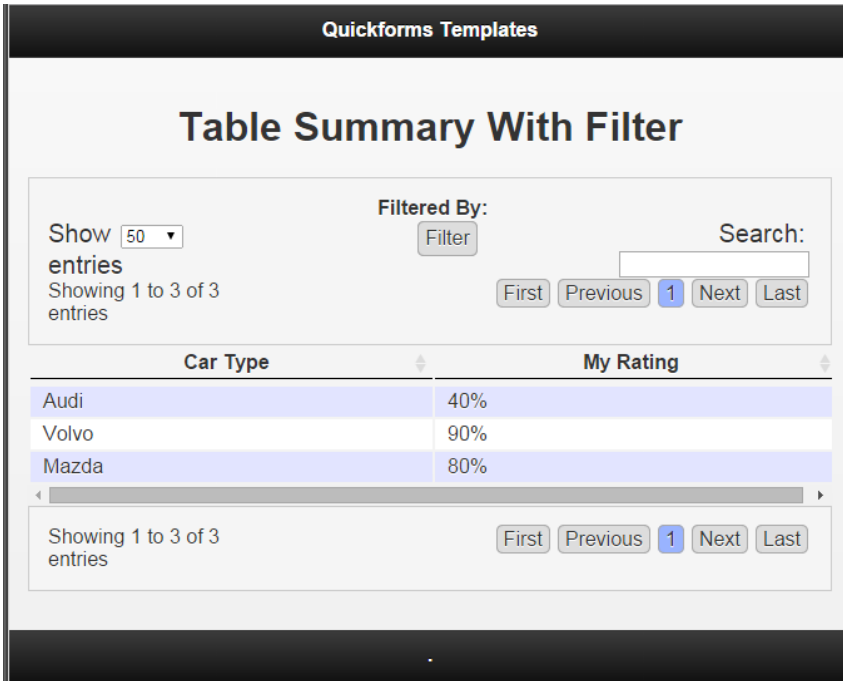 Quickforms Templates
Table Summary With Filter
Filtered By:
Show 50 entries
Filter
Search:
Showing 1 to 3 of 3 entries
First Previous 1 Next Last
Car Type My Rating
Audi 40%
Volvo 90%
Mazda 80%
Showing 1 to 3 of 3 entries
First Previous 1 Next Last
.